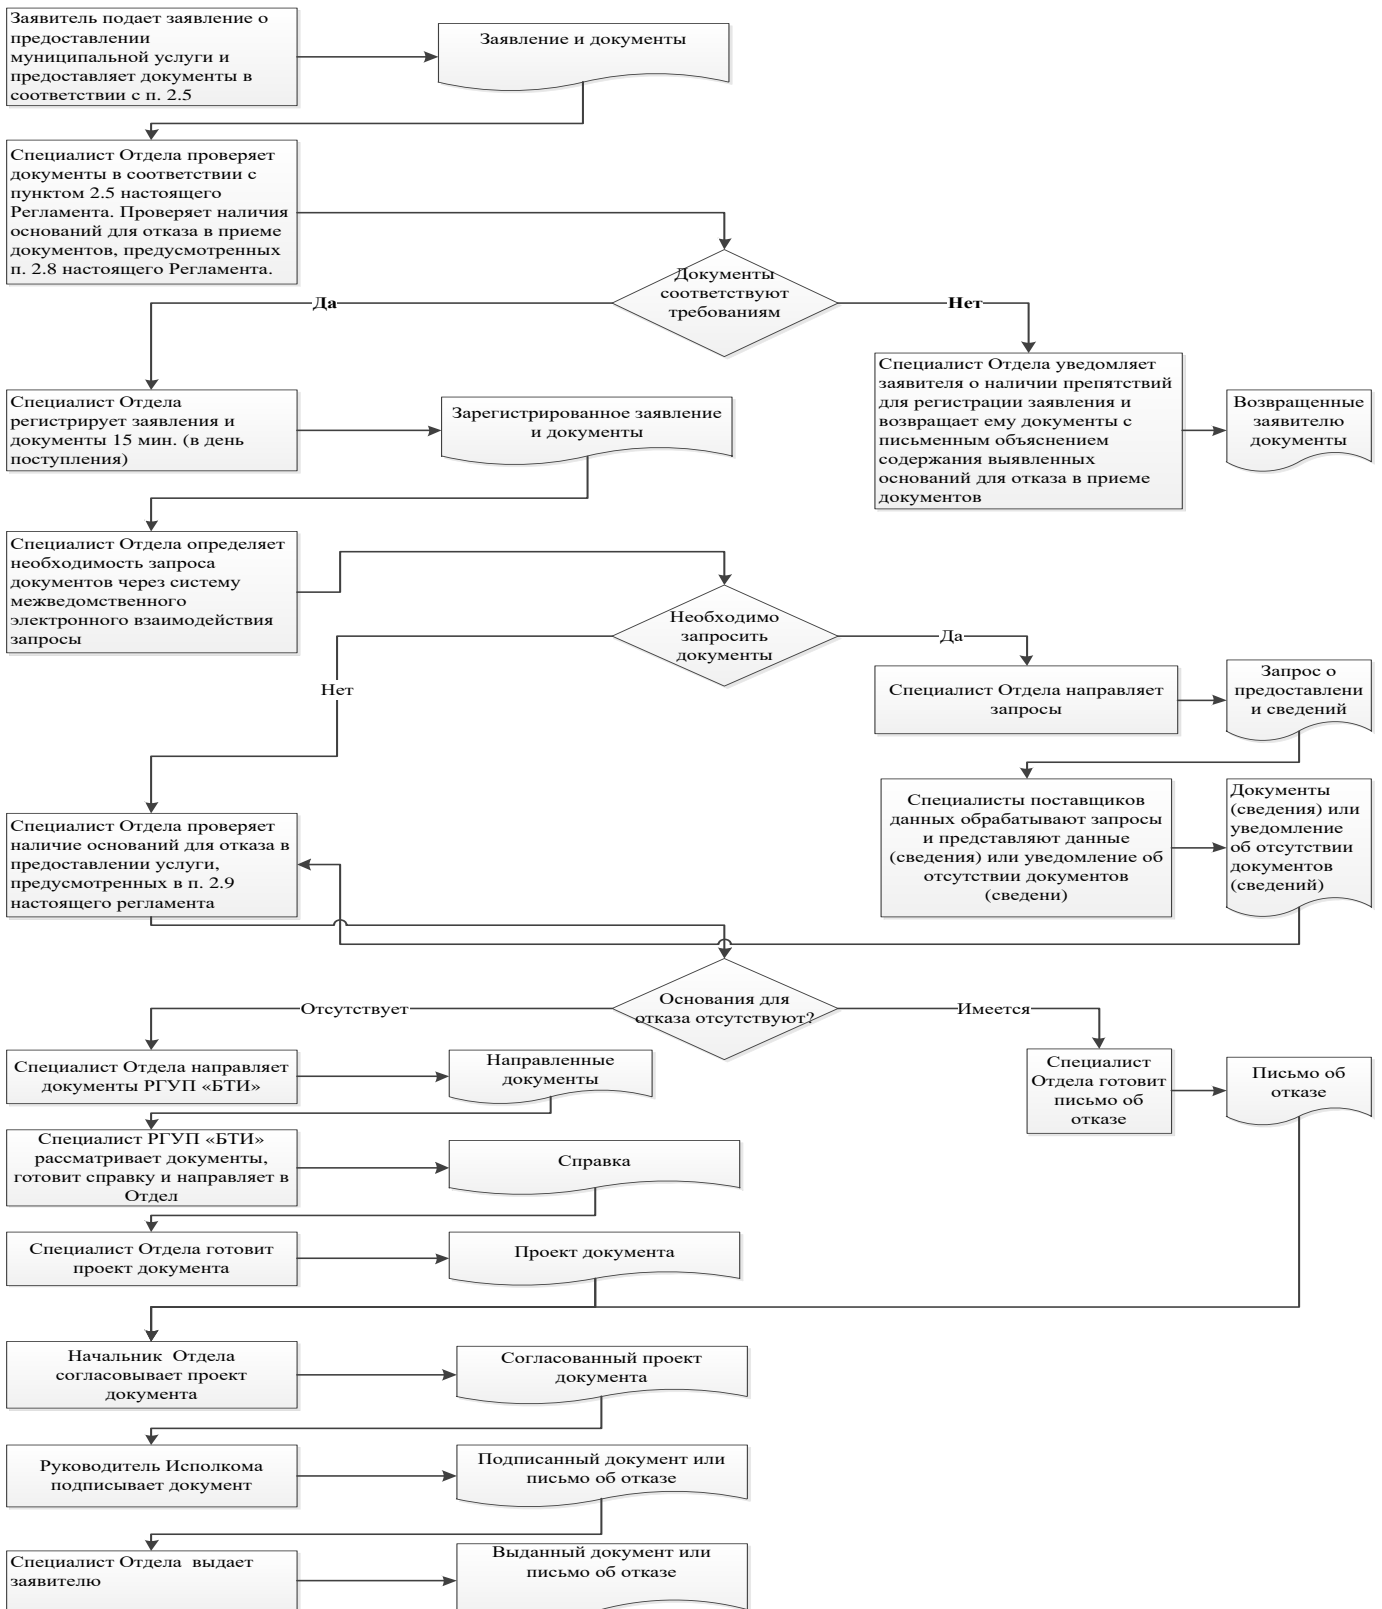 Заявитель подает заявление о
предоставлении
муниципальной услуги и
предоставляет документы в
соответствии с п. 2.5
Заявление и документы
Специалист Отдела проверяет
документы в соответствии с
пунктом 2.5 настоящего
Регламента. Проверяет наличия
оснований для отказа в приеме
документов, предусмотренных
п. 2.8 настоящего Регламента.
Документы
соответствуют
требованиям
Да
Нет
Специалист Отдела
регистрирует заявления и
документы 15 мин. (в день
поступления)
Зарегистрированное заявление
и документы
Специалист Отдела уведомляет
заявителя о наличии препятствий
для регистрации заявления и
возвращает ему документы с
письменным объяснением
содержания выявленных
оснований для отказа в приеме
документов
Возвращенные
заявителю
документы
Специалист Отдела определяет
необходимость запроса
документов через систему
межведомственного
электронного взаимодействия
запросы
Необходимо
запросить
документы
Да
Нет
Специалист Отдела направляет
запросы
Запрос о
предоставлени
и сведений
Специалисты поставщиков
данных обрабатывают запросы
и представляют данные
(сведения) или уведомление об
отсутствии документов
(сведени)
Документы
(сведения) или
уведомление
об отсутствии
документов
(сведений)
Специалист Отдела проверяет
наличие оснований для отказа в
предоставлении услуги,
предусмотренных в п. 2.9
настоящего регламента
Основания для
отказа отсутствуют?
Отсутствует
Имеется
Специалист Отдела направляет
документы РГУП «БТИ»
Направленные
документы
Специалист
Отдела готовит
письмо об
отказе
Письмо об
отказе
Специалист РГУП «БТИ»
рассматривает документы,
готовит справку и направляет в
Отдел
Справка
Специалист Отдела готовит
проект документа
Проект документа
Начальник  Отдела
согласовывает проект
документа
Согласованный проект
документа
Руководитель Исполкома
подписывает документ
Подписанный документ или
письмо об отказе
Специалист Отдела  выдает
заявителю
Выданный документ или
письмо об отказе